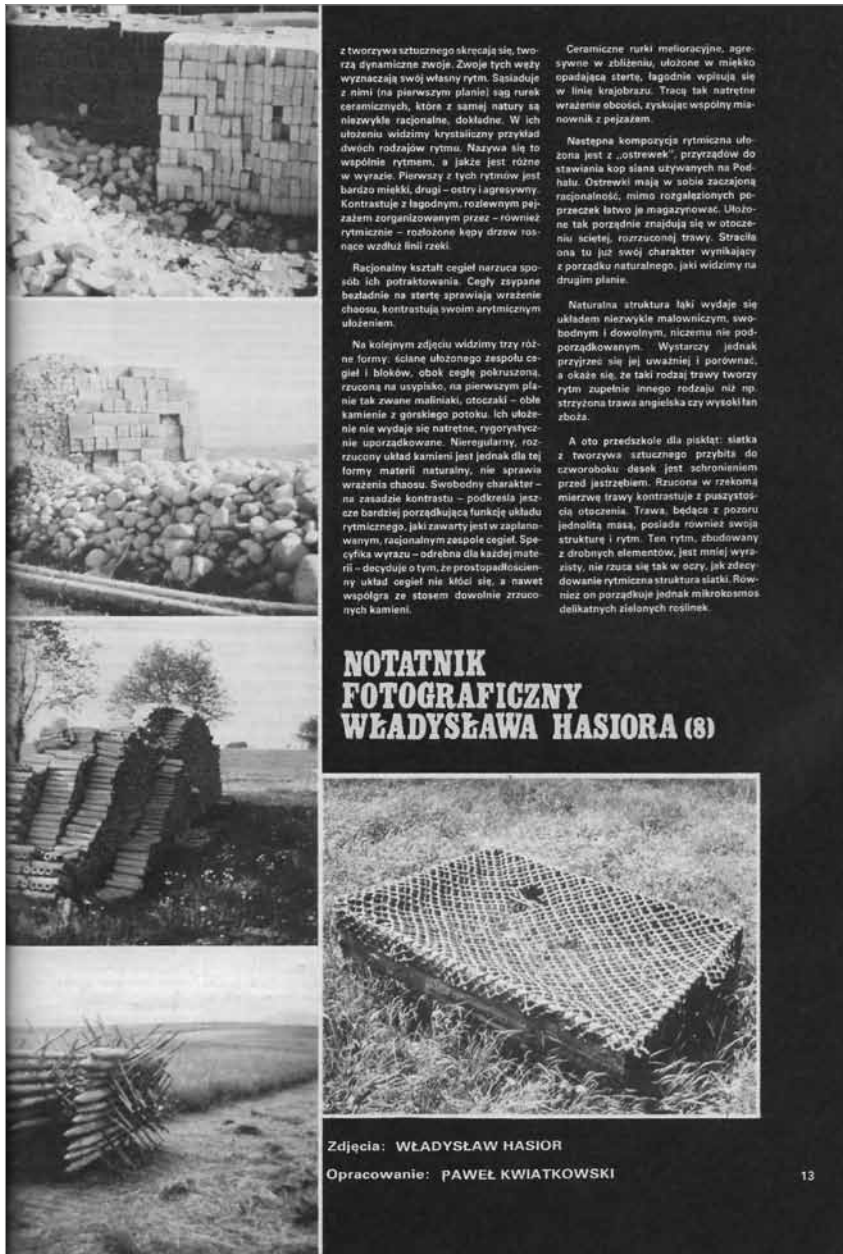 z tworzywa sztucznego skręcają się, two-
rzą dynamiczne zwoje. Zwoje tych węży
wyznaczają swój własny rytm. Sąsiaduje
z nimi (na pierwszym planie) sąg rurek
ceramicznych, które z samej natury są
niezwykle racjonalne, dokładne. W ich
ułożeniu widzimy krystaliczny przykład
dwóch rodzajów rytmu. Nazywa się to
wspólnie rytmem, a jakże jest różne
w wyrazie. Pierwszy z tych rytmów jest
bardzo miękki, drugi – ostry i agresywny.
Kontrastuje z łagodnym, rozlewnym pej-
zażem zorganizowanym przez – również
rytmicznie – rozłożone kępy drzew ros-
nące wzdłuż linii rzeki.
Racjonalny kształt cegieł narzuca spo-
sób ich potraktowania. Cegły zsypane
bezładnie na stertę sprawiają wrażenie
chaosu, kontrastują swoim arytmicznym
ułożeniem.
Na kolejnym zdjęciu widzimy trzy róż-
ne formy: ścianę ułożonego zespołu ce-
gieł i bloków, obok cegłę pokruszoną,
rzuconą na usypisko, na pierwszym pla-
nie tak zwane maliniaki, otoczaki – obłe
kamienie z górskiego potoku. Ich ułoże-
nie nie wydaje się natrętne, rygorystycz-
nie uporządkowane. Nieregularny, roz-
rzucony układ kamieni jest jednak dla tej
formy materii naturalny, nie sprawia
wrażenia chaosu. Swobodny charakter –
na zasadzie kontrastu – podkreśla jesz-
cze bardziej porządkującą funkcję układu
rytmicznego, jaki zawarty jest w zaplano-
wanym, racjonalnym zespole cegieł. Spe-
cyfika wyrazu – odrębna dla każdej mate-
rii – decyduje o tym, że prostopadłościen-
ny układ cegieł nie kłóci się, a nawet
współgra ze stosem dowolnie zrzuco-
nych kamieni.
Ceramiczne rurki melioracyjne, agre-
sywne w zbliżeniu, ułożone w miękko
opadającą stertę, łagodnie wpisują się
w linię krajobrazu. Tracą tak natrętne
wrażenie obcości, zyskując wspólny mia-
nownik z pejzażem.
Następna kompozycja rytmiczna uło-
żona jest z „ostrewek”, przyrządów do
stawiania kop siana używanych na Pod-
halu. Ostrewki mają w sobie zaczajoną
racjonalność, mimo rozgałęzionych po-
przeczek łatwo je magazynować. Ułożo-
ne tak porządnie znajdują się w otocze-
niu ściętej, rozrzuconej trawy. Straciła
ona tu już swój charakter wynikający
z porządku naturalnego, jaki widzimy na
drugim planie.
Naturalna struktura łąki wydaje się
układem niezwykle malowniczym, swo-
bodnym i dowolnym, niczemu nie pod-
porządkowanym. Wystarczy jednak
przyjrzeć się jej uważniej i porównać,
a okaże się, że taki rodzaj trawy tworzy
rytm zupełnie innego rodzaju niż np.
strzyżona trawa angielska czy wysoki łan
zboża.
A oto przedszkole dla piskląt: siatka
z tworzywa sztucznego przybita do
czworoboku desek jest schronieniem
przed jastrzębiem. Rzucona w rzekomą
mierzwę trawy kontrastuje z puszystoś-
cią otoczenia. Trawa, będące z pozoru
jednolitą masą, posiada również swoją
strukturę i rytm. Ten rytm, zbudowany
z drobnych elementów, jest mniej wyra-
zisty, nie rzuca się tak w oczy, jak zdecy-
dowanie rytmiczna struktura siatki. Rów-
nież on porządkuje jednak mikrokosmos
delikatnych zielonych roślinek.
NOTATNIK
FOTOGRAFICZNY
WŁADYSŁAWA HASIORA (8)
Zdjęcia: WŁADYSŁAW HASIOR
Opracowanie: PAWEŁ KWIATKOWSKI
13